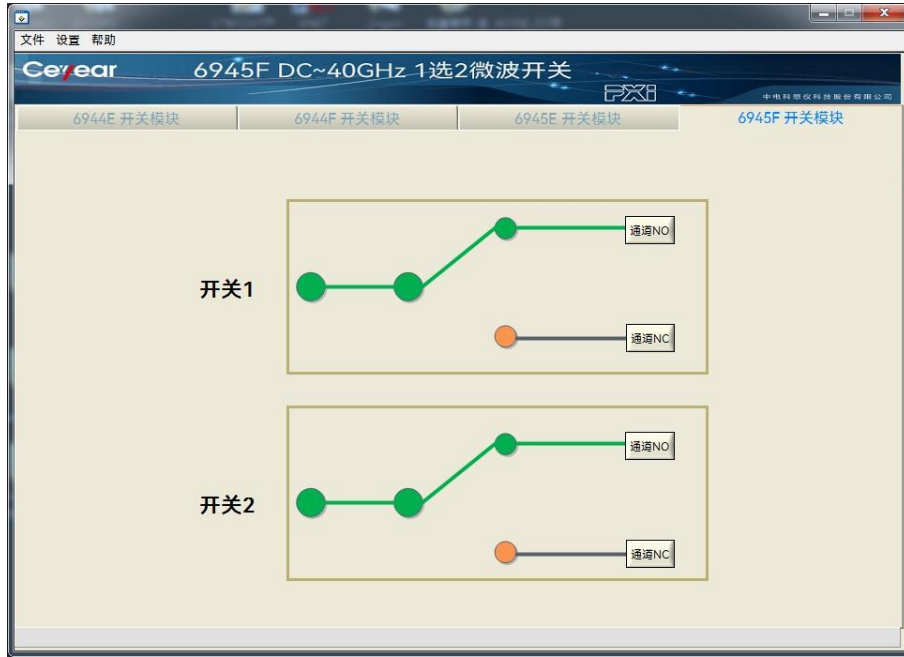 文件 设置 帮助
Ceyear 6945F DC~40GHz 1选2微波开关
PXI 中电科思仪科技股份有限公司
6944E 开关模块 6944F 开关模块 6945E 开关模块 6945F 开关模块
通道NO
开关1
通道NC
通道NO
开关2
通道NC